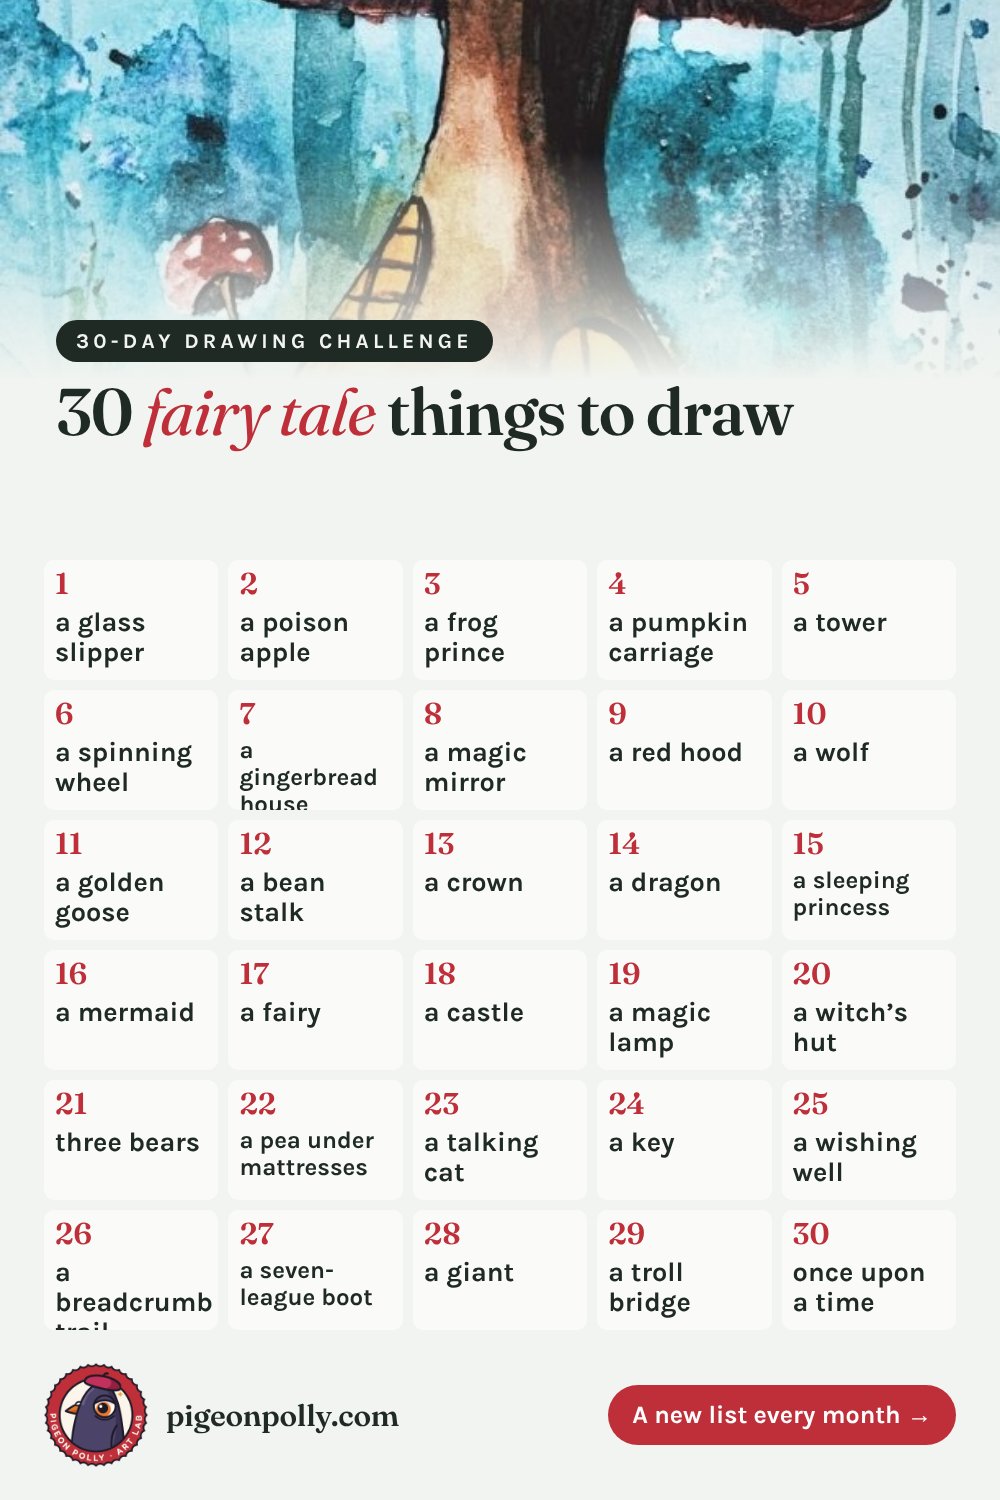 30-DAY DRAWING CHALLENGE
30 fairy tale things to draw
1
a glass
slipper
2
a poison
apple
3
a frog
prince
4
a pumpkin
carriage
5
a tower
6
a spinning
wheel
7
a
gingerbread
house
8
a magic
mirror
9
a red hood
10
a wolf
11
a golden
goose
12
a bean
stalk
13
a crown
14
a dragon
15
a sleeping
princess
16
a mermaid
17
a fairy
18
a castle
19
a magic
lamp
20
a witch’s
hut
21
three bears
22
a pea under
mattresses
23
a talking
cat
24
a key
25
a wishing
well
26
a
breadcrumb
trail
27
a seven-
league boot
28
a giant
29
a troll
bridge
30
once upon
a time
PIGEON POLLY · ART LAB
pigeonpolly.com
A new list every month →